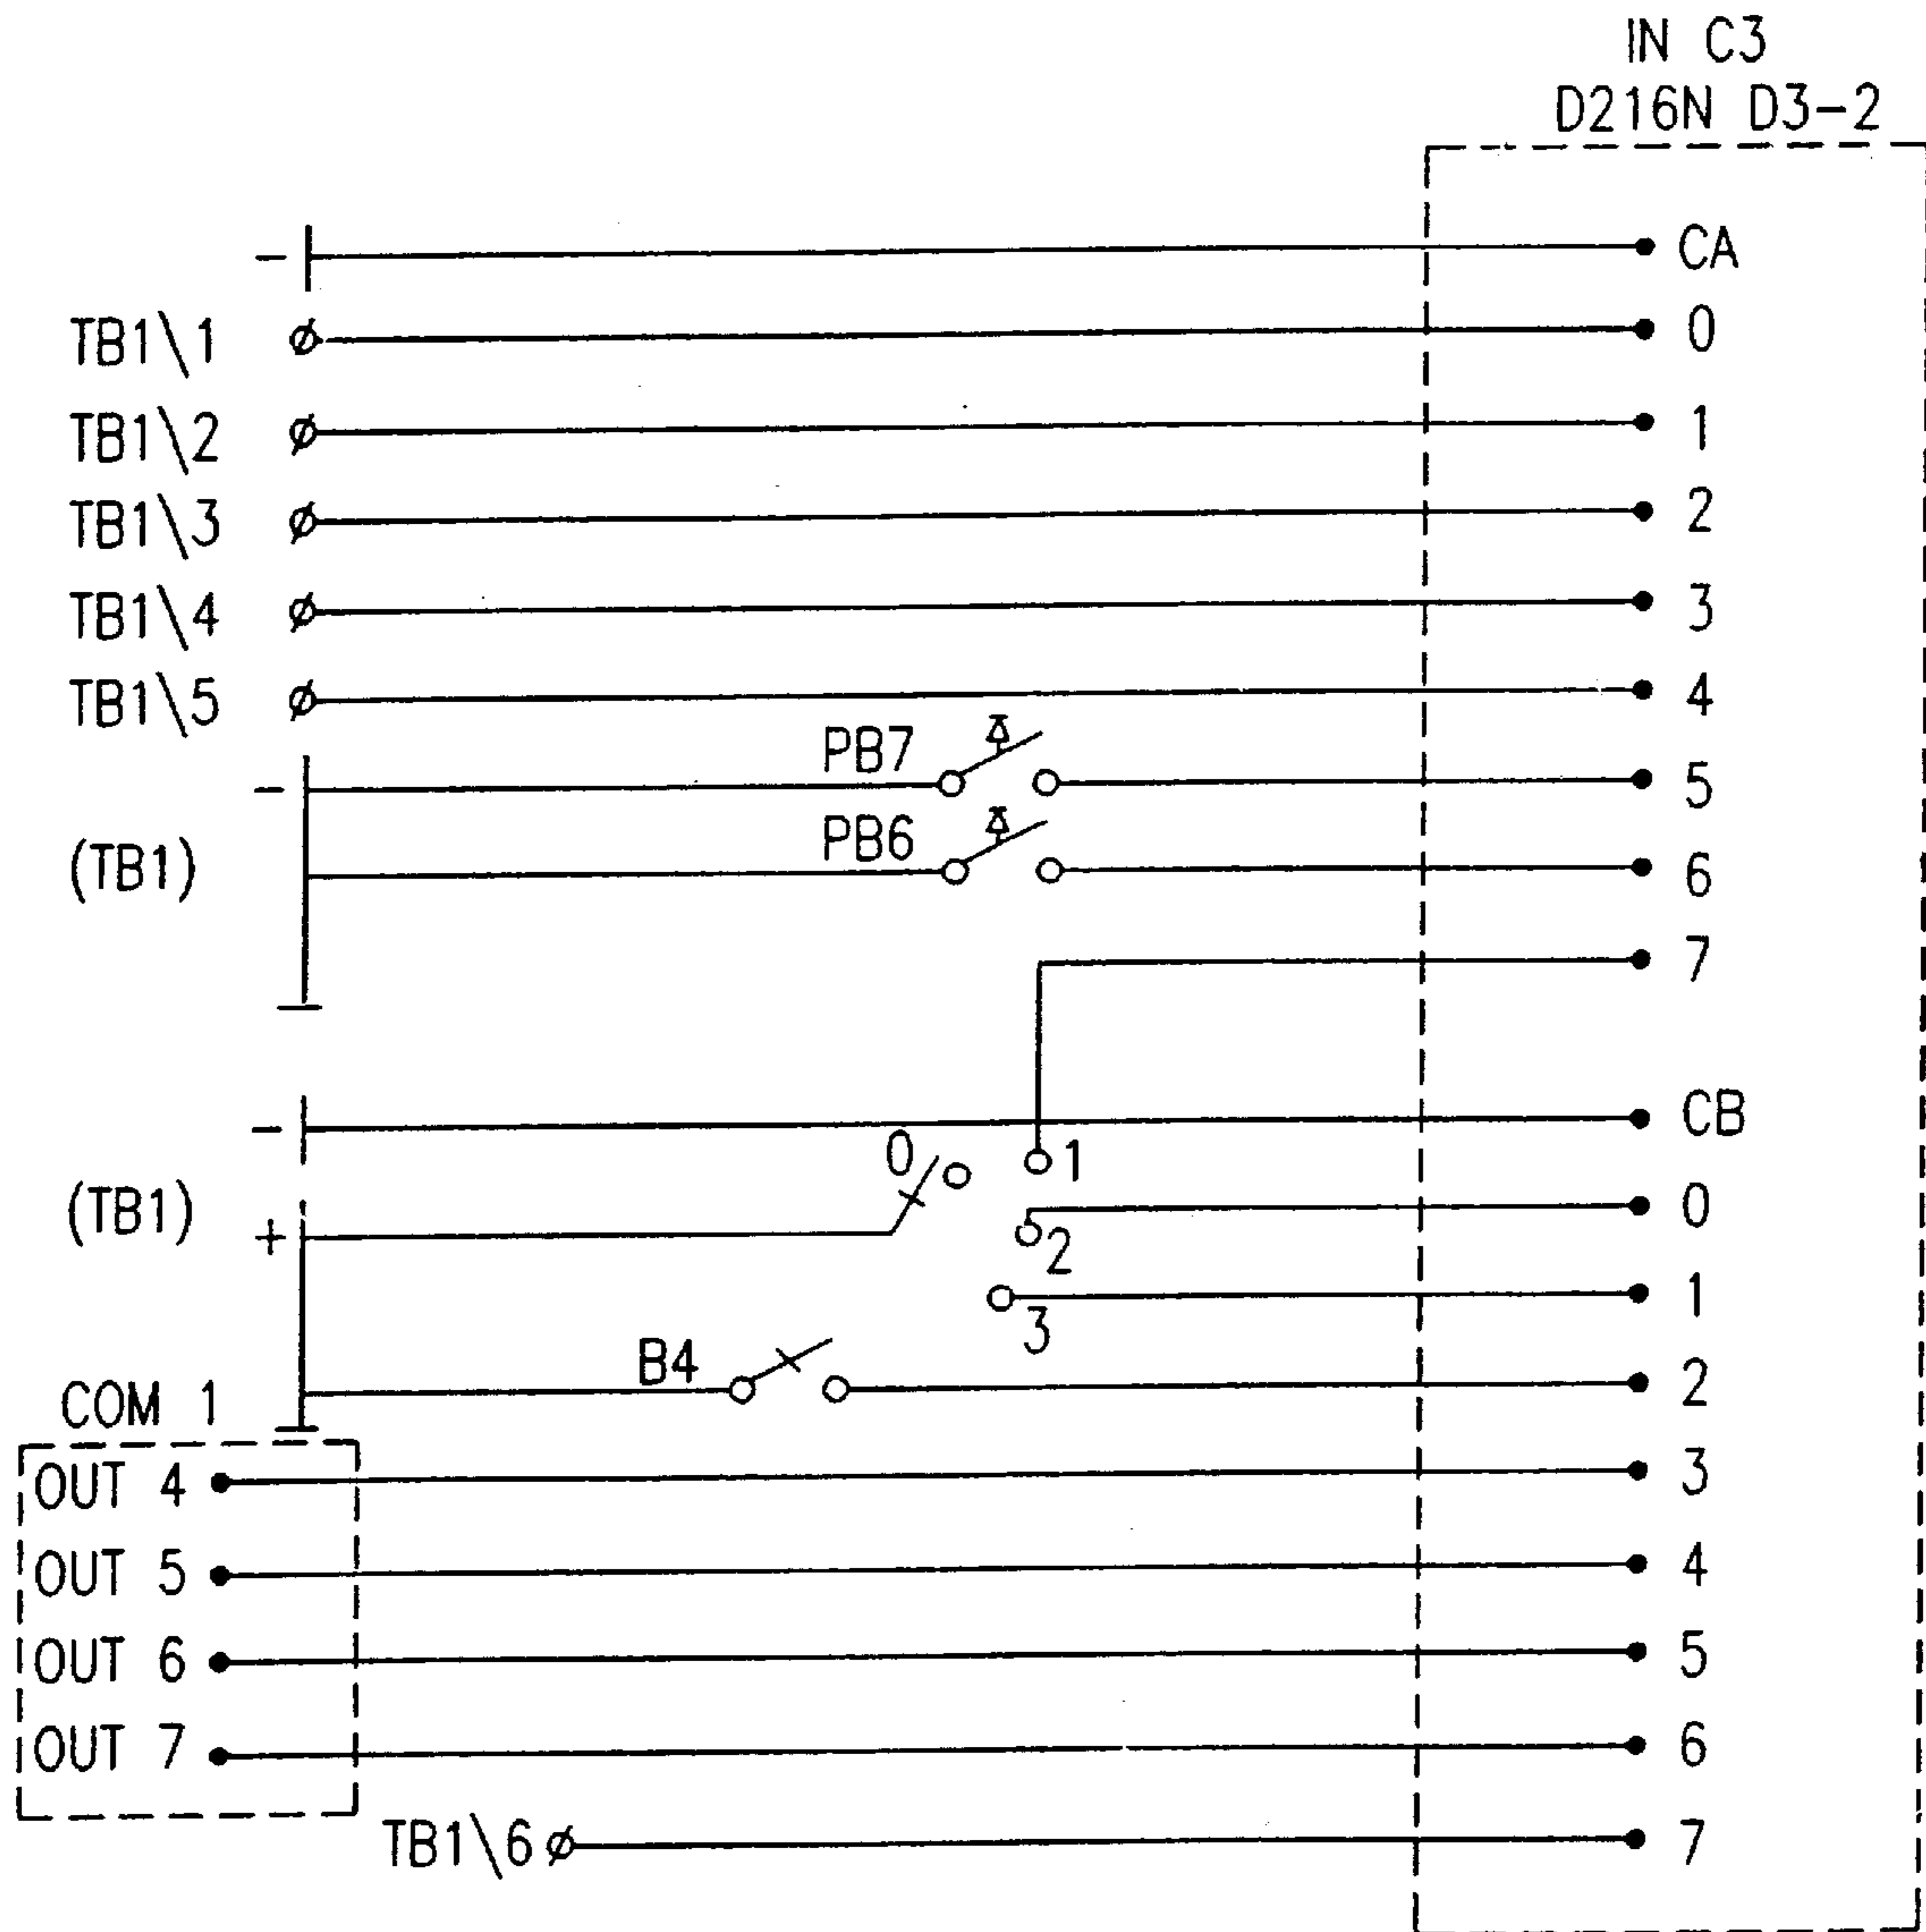 IN C3
D216N D3-2
- CA
TB1\1 0
TB1\2 1
TB1\3 2
TB1\4 3
TB1\5 4
PB7
- 5
PB6
(TB1) 6
7
- CB
0 1
(TB1) 0
+ 2
1
3
B4 2
COM 1
OUT 4 3
OUT 5 4
OUT 6 5
OUT 7 6
TB1\6 7